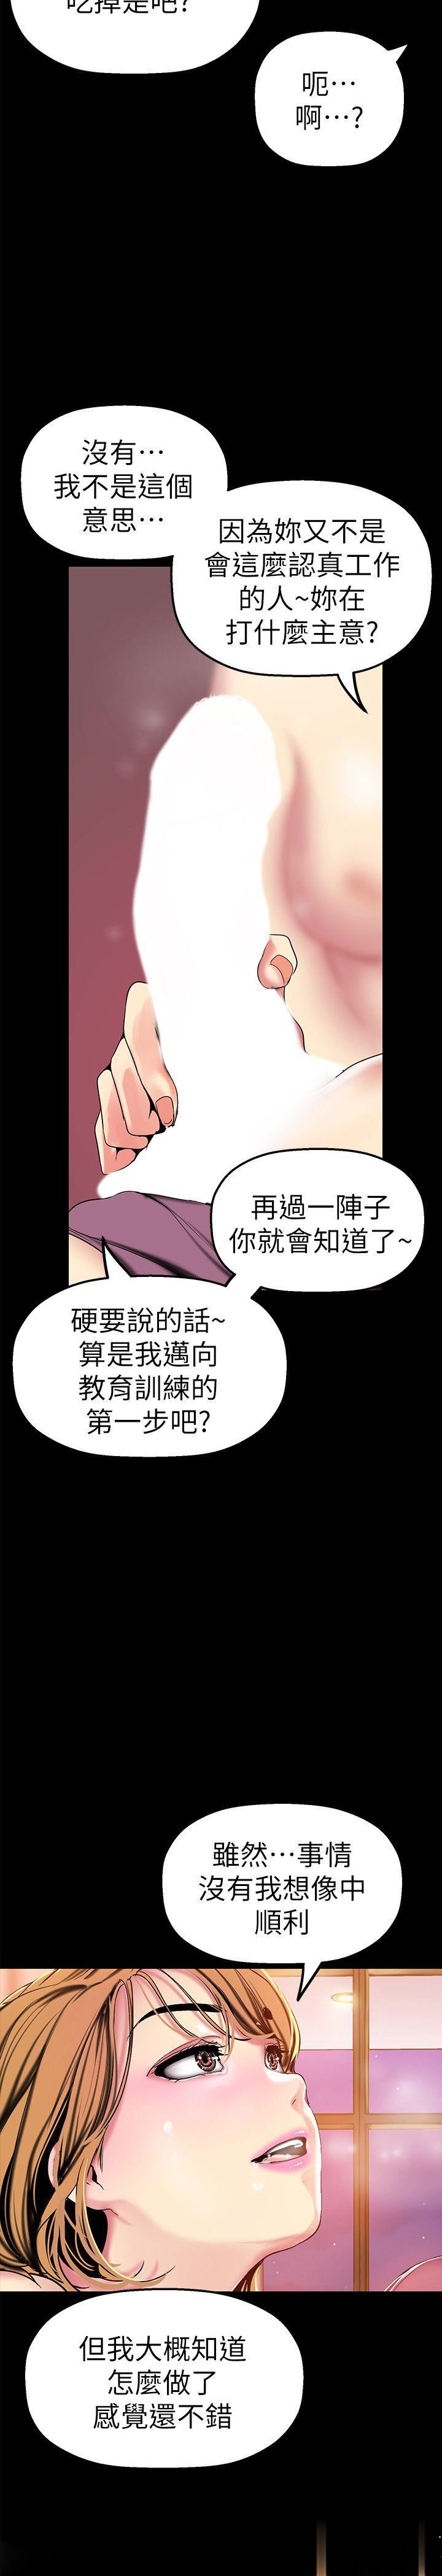 吃掉是吧?
呃…
啊…?
沒有…
我不是這個
意思…
因為妳又不是
會這麼認真工作
的人~妳在
打什麼主意?
再過一陣子
你就會知道了~
硬要說的話~
算是我邁向
教育訓練的
第一步吧?
雖然…事情
沒有我想像中
順利
但我大概知道
怎麼做了
感覺還不錯